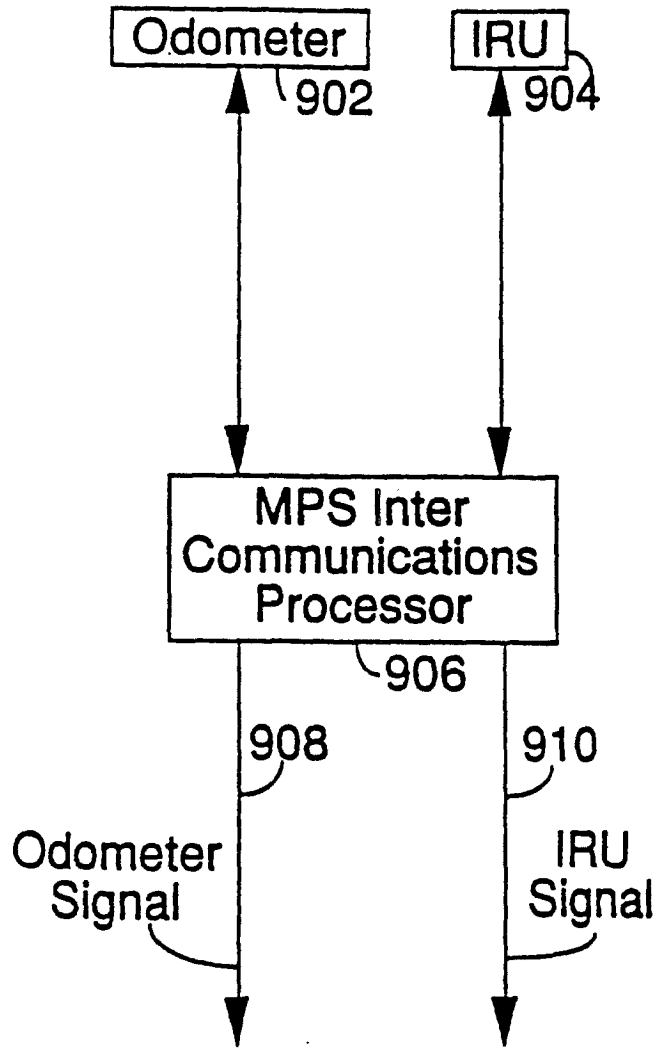 Odometer
IRU
902
904
MPS Inter
Communications
Processor
906
908
910
Odometer
Signal
IRU
Signal